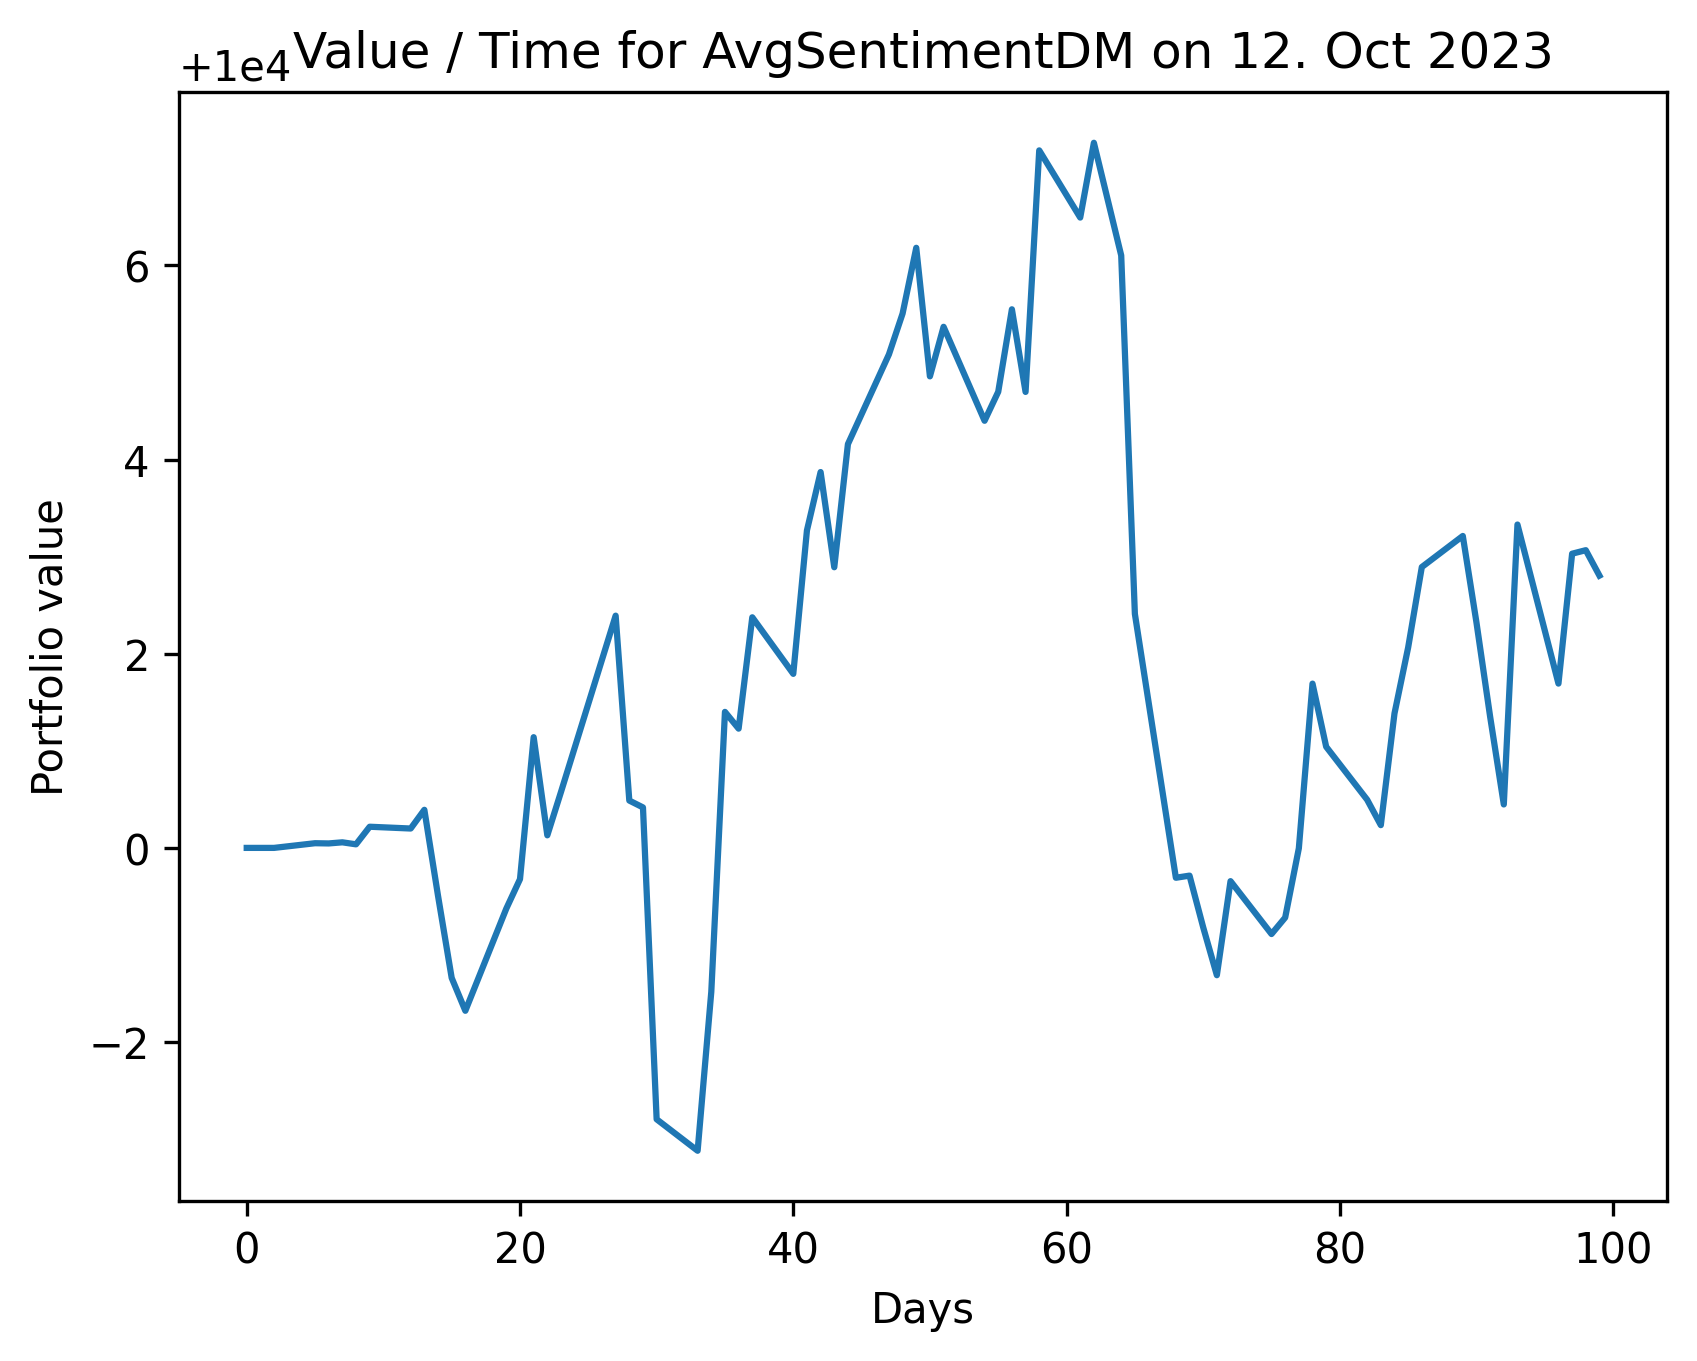 Value / Time for AvgSentimentDM on 12. Oct 2023
+1e4
6
4
2
0
−2
Portfolio value
0 20 40 60 80 100
Days